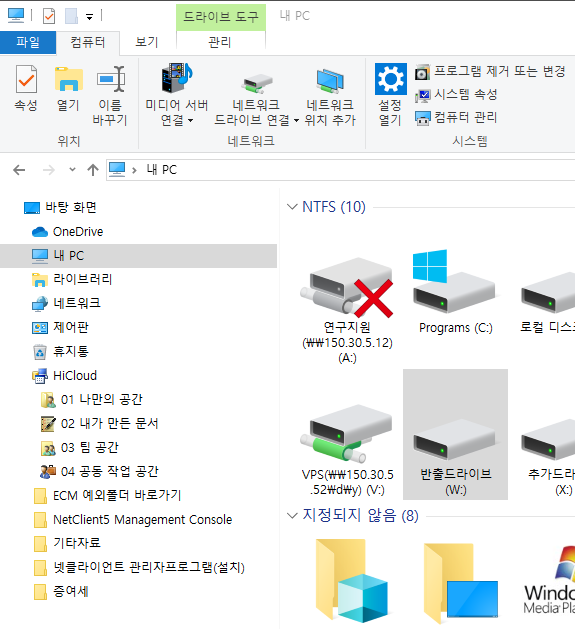 드라이브 도구
내 PC
파일
컴퓨터
보기
관리
속성
열기
이름
바꾸기
위치
미디어 서버
연결
네트워크
드라이브 연결
네트워크
위치 추가
네트워크
설정
열기
프로그램 제거 또는 변경
시스템 속성
컴퓨터 관리
시스템
내 PC
바탕 화면
OneDrive
내 PC
라이브러리
네트워크
제어판
휴지통
HiCloud
01 나만의 공간
02 내가 만든 문서
03 팀 공간
04 공동 작업 공간
ECM 예외폴더 바로가기
NetClient5 Management Console
기타자료
넷클라이언트 관리자프로그램(설치)
증여세
NTFS (10)
연구지원
(₩₩150.30.5.12)
(A:)
Programs (C:)
로컬 디스
VPS(₩₩150.30.5
.52₩d₩y) (V:)
반출드라이브
(W:)
추가드라
(X:)
지정되지 않음 (8)
Window
Media Pla